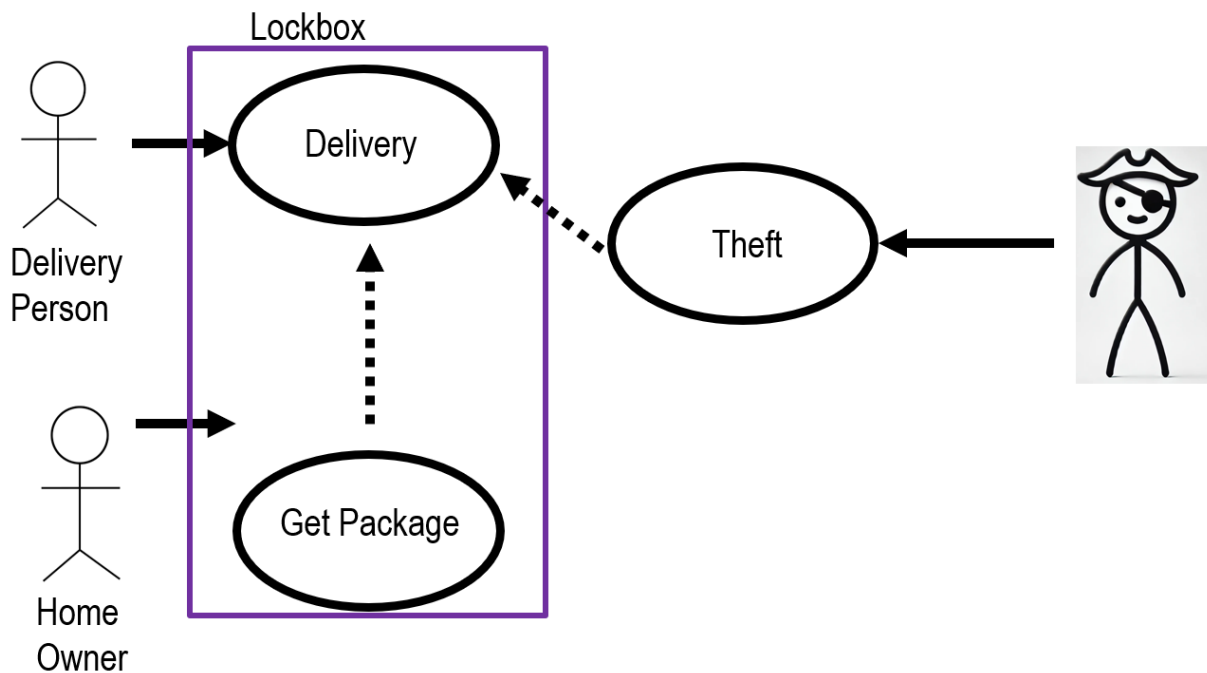 Lockbox
Delivery
Theft
Delivery
Person
Get Package
Home
Owner